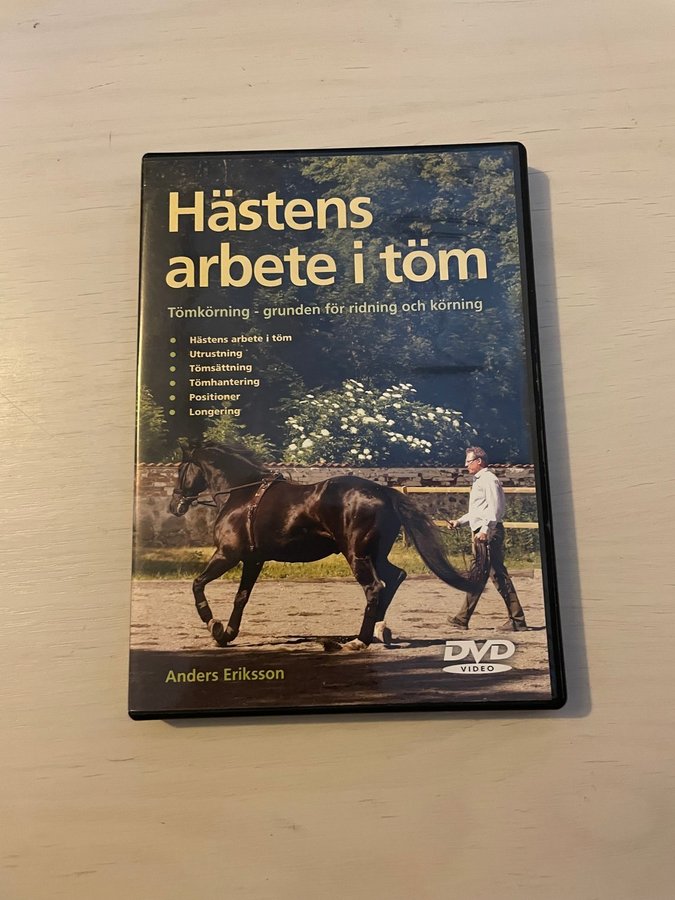 Hästens
arbete i töm
Tömkörning - grunden för ridning och körning
Hästens arbete i töm
Utrustning
Tömsättning
Tömhantering
Positioner
Longering
Anders Eriksson
DVD
VIDEO